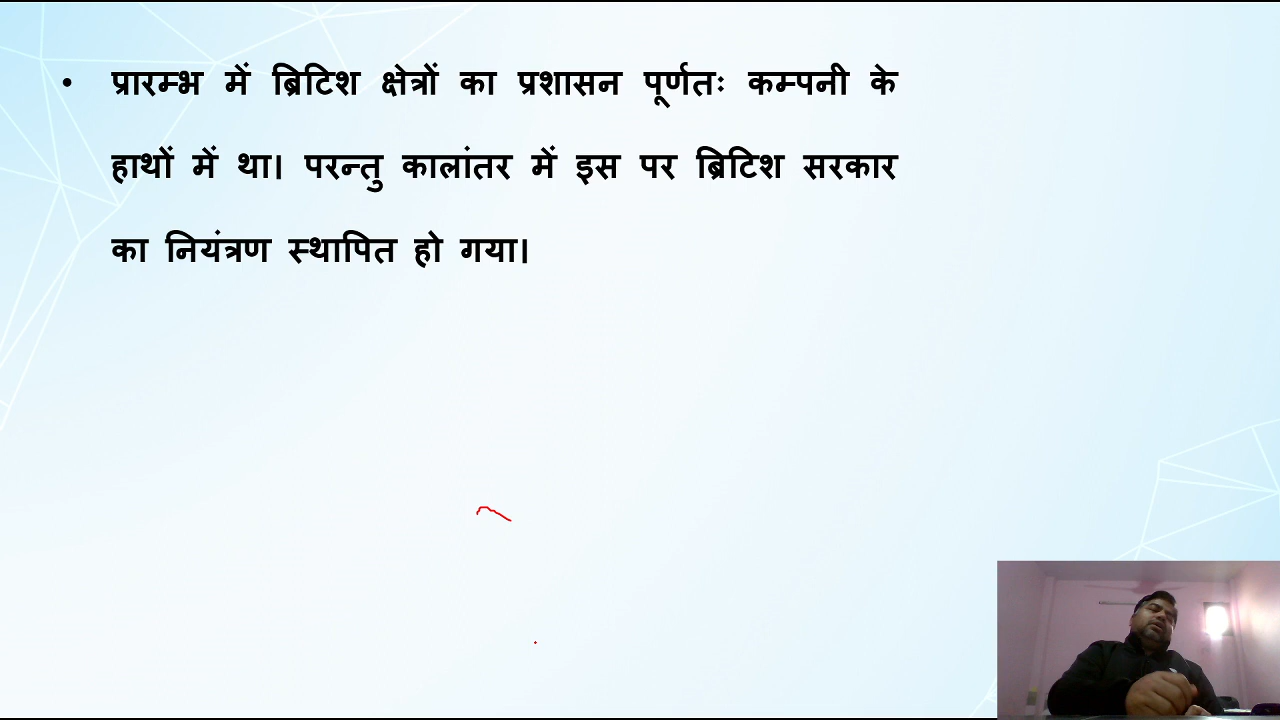 • प्रारम्भ में ब्रिटिश क्षेत्रों का प्रशासन पूर्णतः कम्पनी के
हाथों में था। परन्तु कालांतर में इस पर ब्रिटिश सरकार
का नियंत्रण स्थापित हो गया।